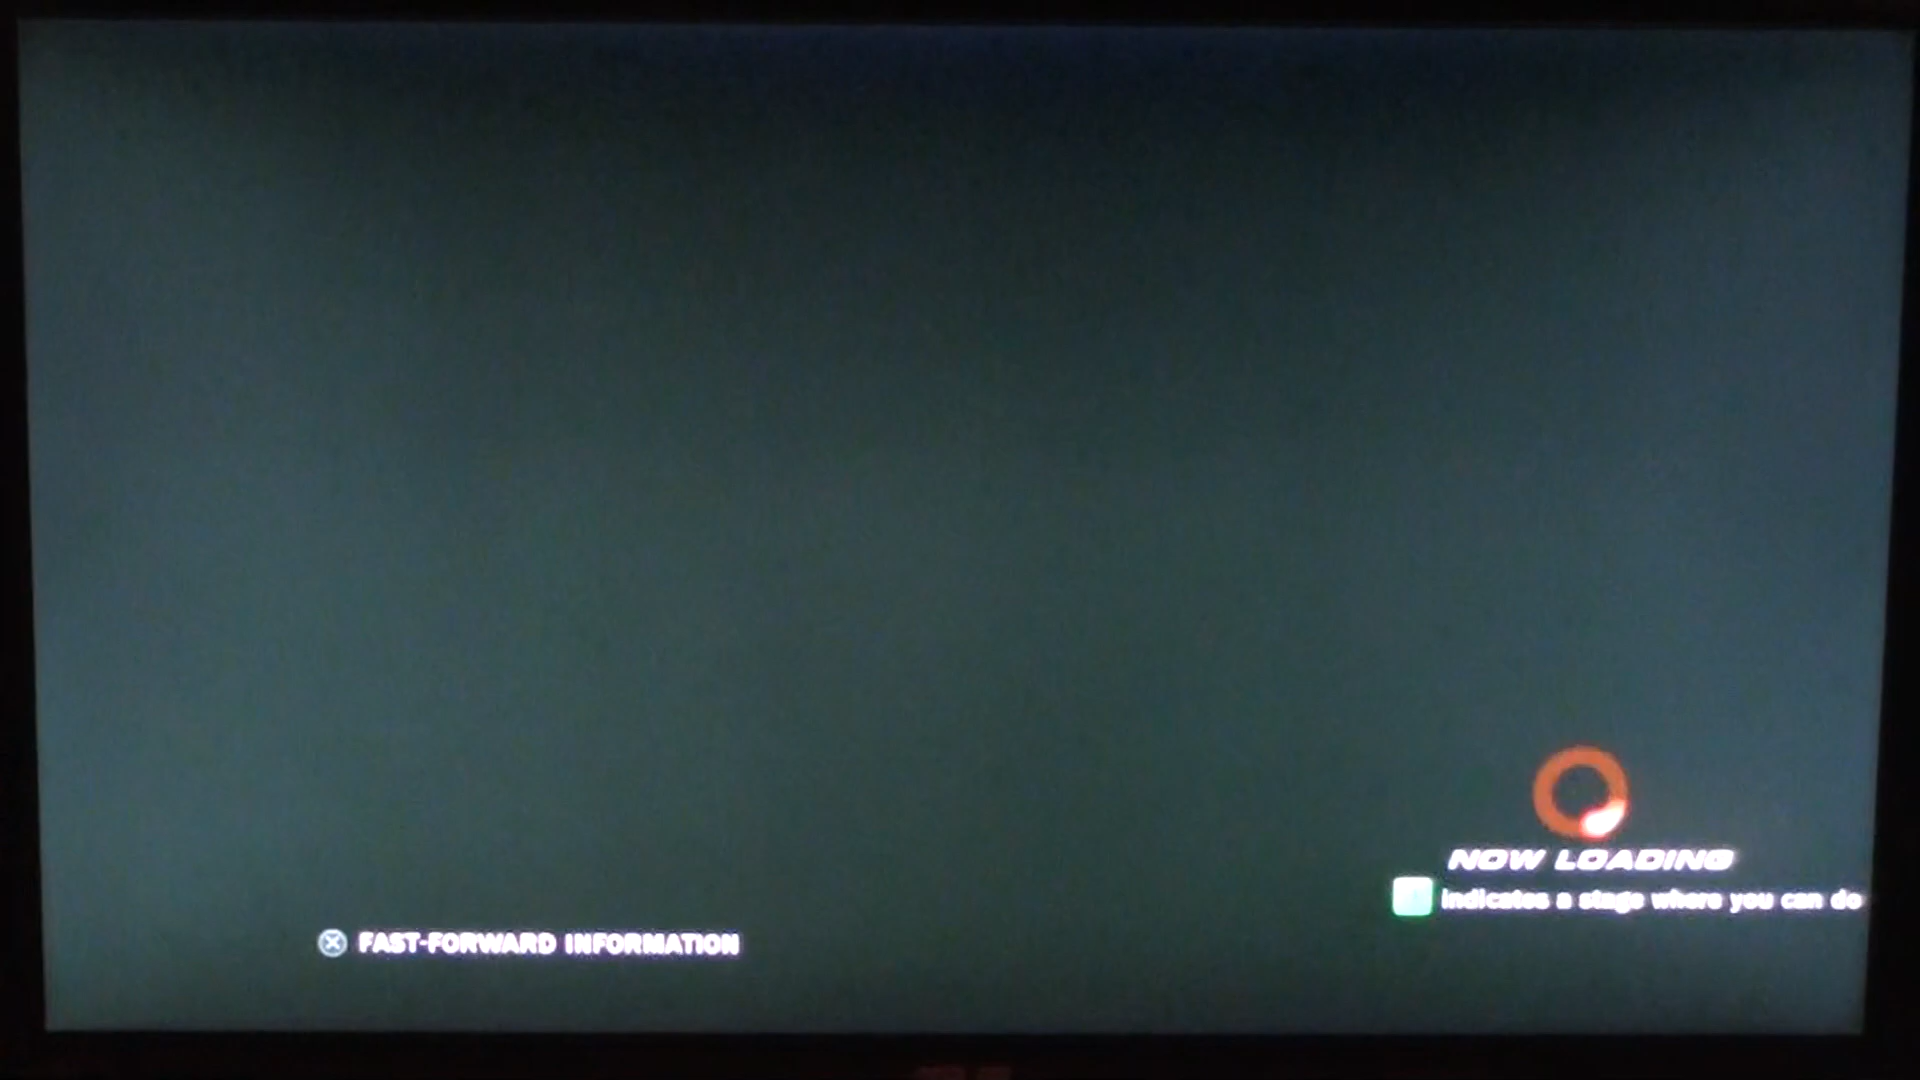 NOW LOADING
indicates a stage where you can do
FAST-FORWARD INFORMATION